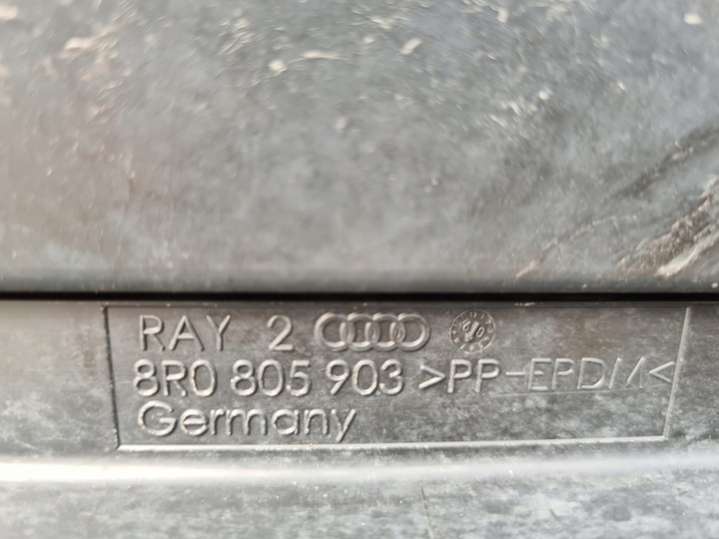 RAY 2
8R0 805 903 >PP-EPDM<
Germany